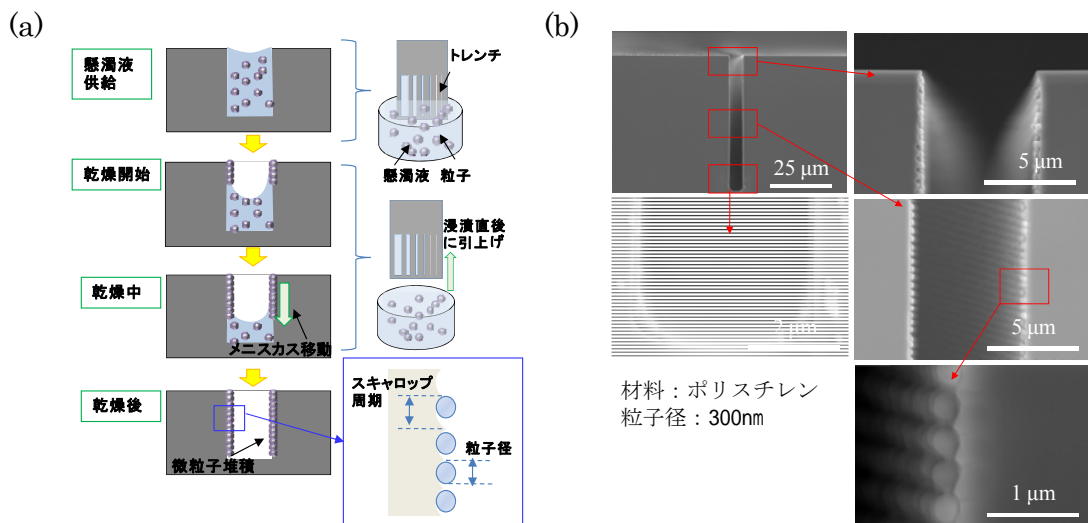 (a)
懸濁液
供給
トレンチ
懸濁液 粒子
乾燥開始
浸漬直後
に引上げ
乾燥中
メニスカス移動
乾燥後
微粒子堆積
スキャロップ
周期
粒子径
(b)
25 μm
5 μm
2 μm
5 μm
材料：ポリスチレン
粒子径：300nm
1 μm